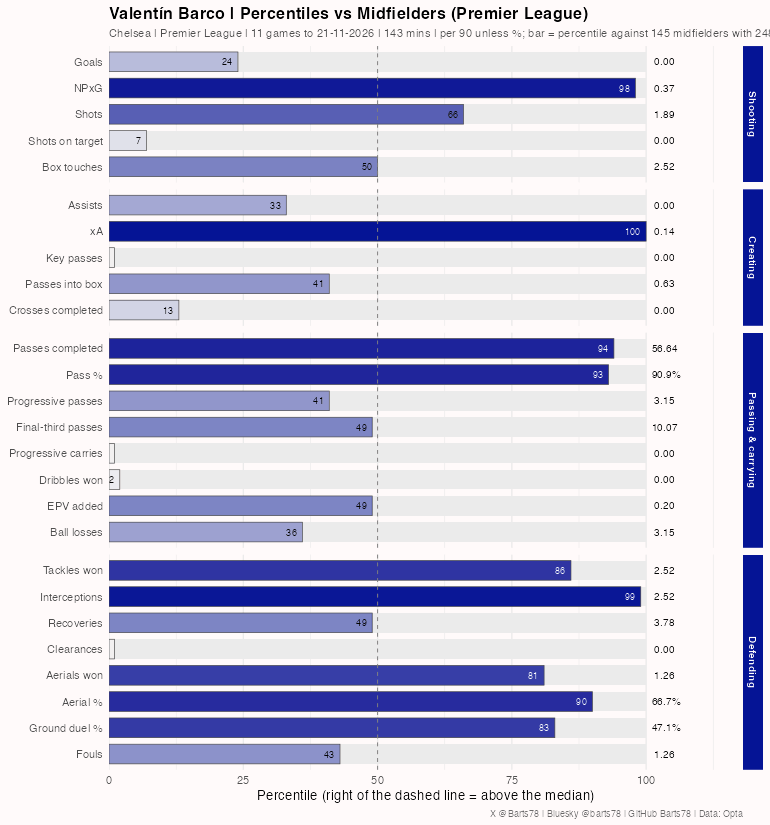 Valentín Barco | Percentiles vs Midfielders (Premier League)
Chelsea | Premier League | 11 games to 21-11-2026 | 143 mins | per 90 unless %; bar = percentile against 145 midfielders with 248
Goals 24 0.00
NPxG 98 0.37
Shots 66 1.89
Shots on target 7 0.00
Box touches 50 2.52
Shooting
Assists 33 0.00
xA 100 0.14
Key passes 0.00
Passes into box 41 0.63
Crosses completed 13 0.00
Creating
Passes completed 94 56.64
Pass % 93 90.9%
Progressive passes 41 3.15
Final-third passes 49 10.07
Progressive carries 0.00
Dribbles won 2 0.00
EPV added 49 0.20
Ball losses 36 3.15
Passing & carrying
Tackles won 86 2.52
Interceptions 99 2.52
Recoveries 49 3.78
Clearances 0.00
Aerials won 81 1.26
Aerial % 90 66.7%
Ground duel % 83 47.1%
Fouls 43 1.26
Defending
0 25 50 75 100
Percentile (right of the dashed line = above the median)
X @Barts78 | Bluesky @barts78 | GitHub Barts78 | Data: Opta